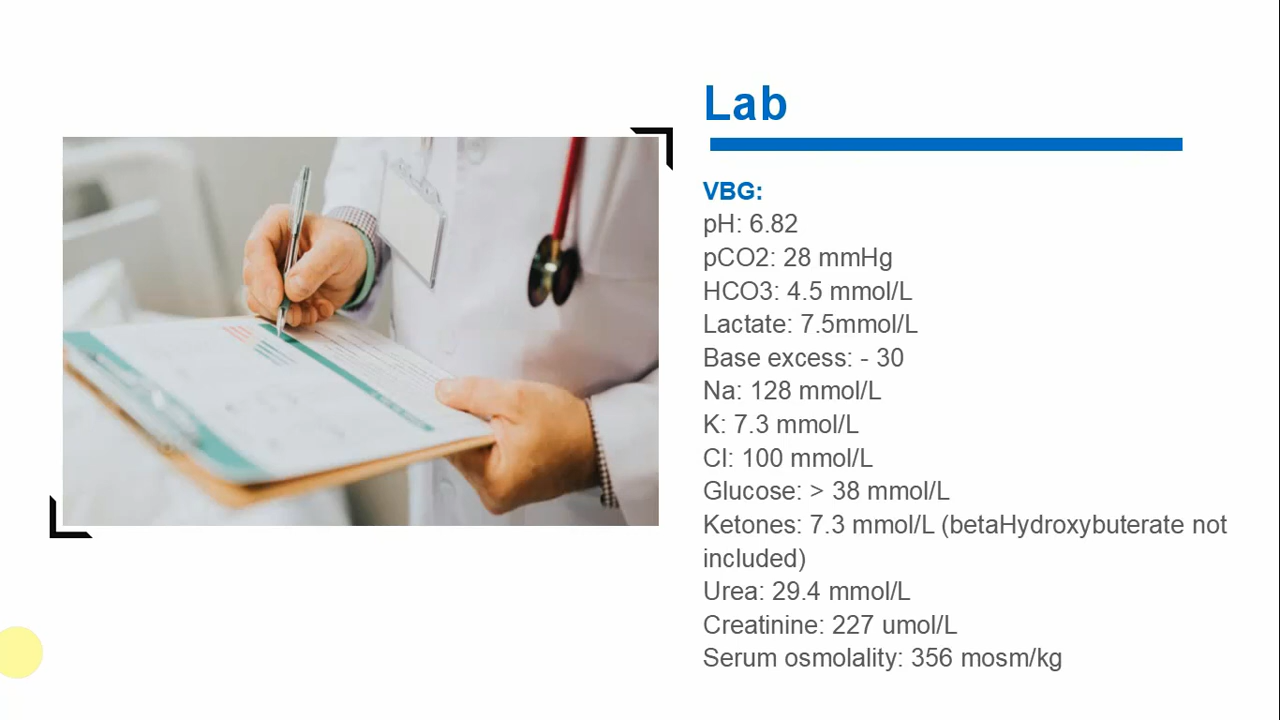 Lab
VBG:
pH: 6.82
pCO2: 28 mmHg
HCO3: 4.5 mmol/L
Lactate: 7.5mmol/L
Base excess: - 30
Na: 128 mmol/L
K: 7.3 mmol/L
Cl: 100 mmol/L
Glucose: > 38 mmol/L
Ketones: 7.3 mmol/L (betaHydroxybuterate not
included)
Urea: 29.4 mmol/L
Creatinine: 227 umol/L
Serum osmolality: 356 mosm/kg